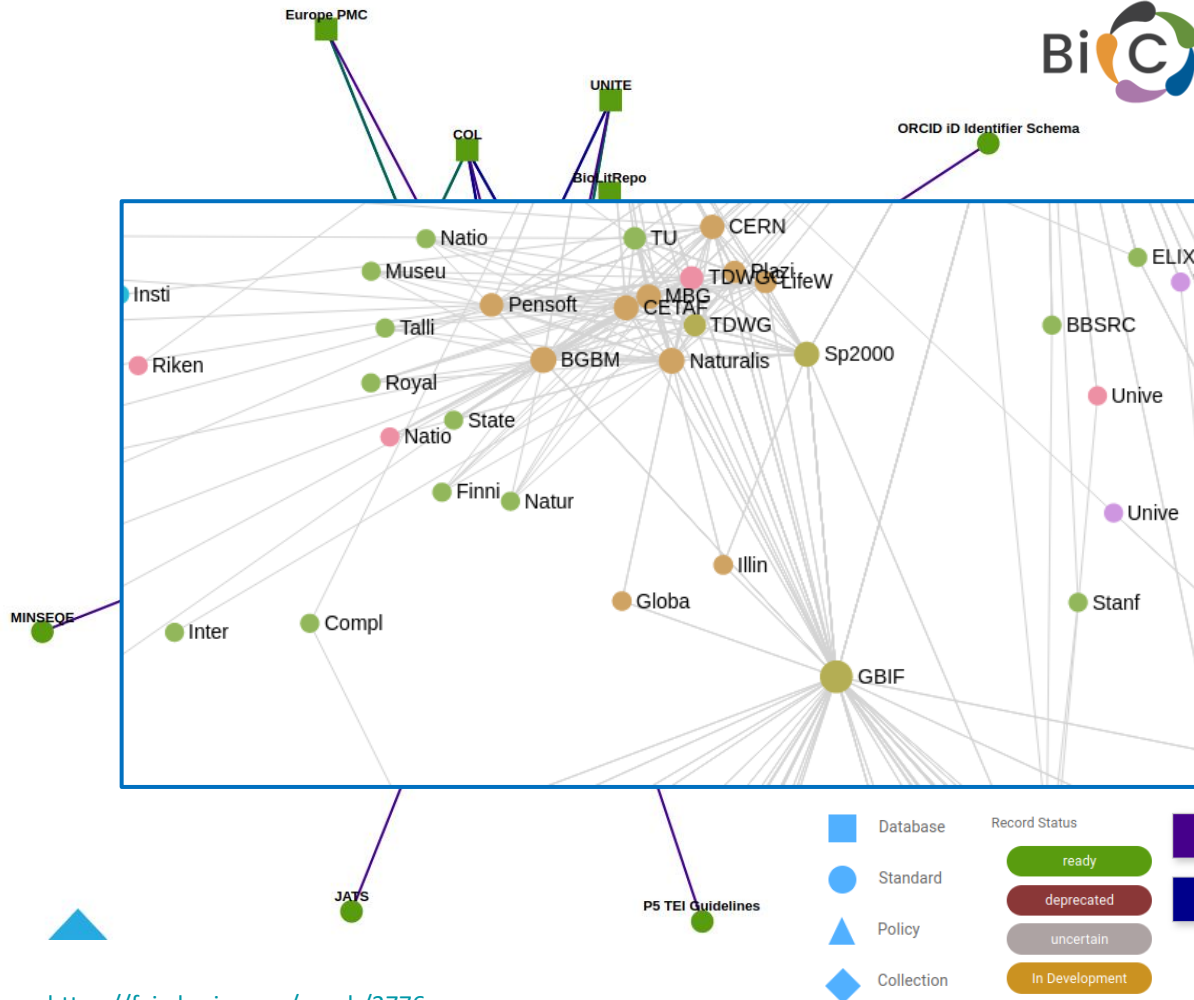 Europe PMC
BiCC
UNITE
ORCID iD Identifier Schema
COL
BioLitRepo
CERN
Natio
TU
ELIX
Museu
Plazi
TDWGG
LifeW
Insti
MBG
Pensoft
CETAF
TDWG
BBSRC
Talli
Sp2000
BGBM
Naturalis
Riken
Royal
Unive
State
Natio
Finni
Natur
Unive
Illin
Globa
Stanf
MINSEQE
Compl
Inter
GBIF
Database
Record Status
ready
Standard
JATS
deprecated
P5 TEI Guidelines
Policy
uncertain
Collection
In Development